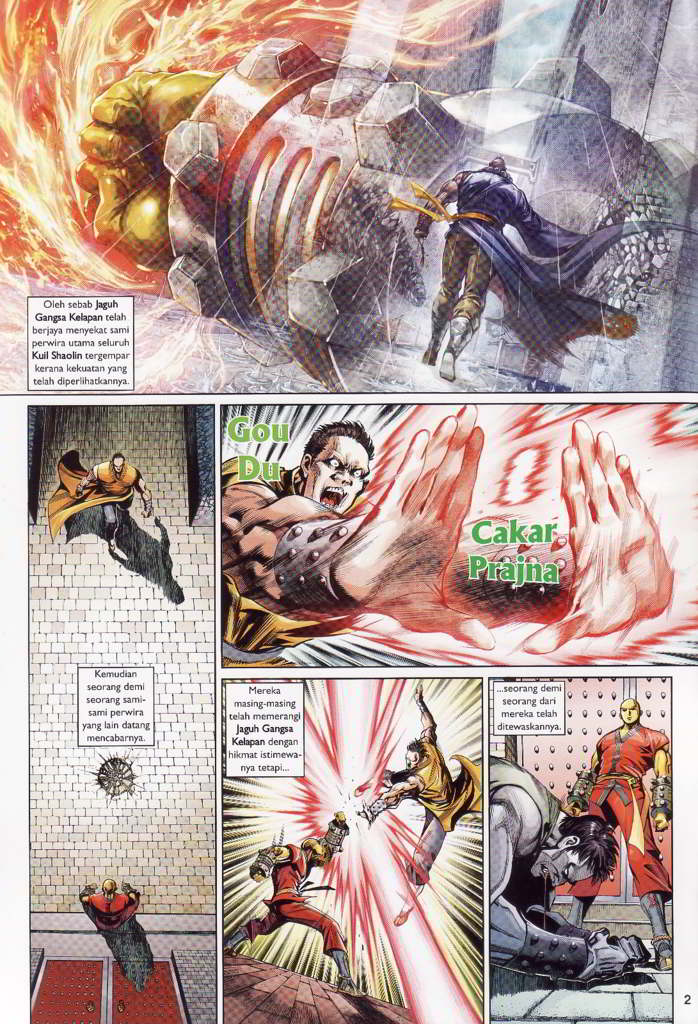 Oleh sebab Jaguh
Gangsa Kelapan telah
berjaya menyekat sami
perwira utama seluruh
Kuil Shaolin tergempar
kerana kekuatan yang
telah diperlihatkannya.
Gou
Du
Cakar
Prajna
Kemudian
seorang demi
seorang sami-
sami perwira
yang lain datang
mencabarnya.
Mereka
masing-masing
telah memerangi
Jaguh Gangsa
Kelapan dengan
hikmat istimewa-
nya tetapi...
...seorang demi
seorang dari
mereka telah
ditewaskannya.
2